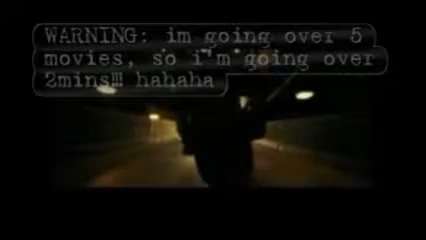 WARNING: im going over 5
movies, so i'm going over
2mins!!! hahaha